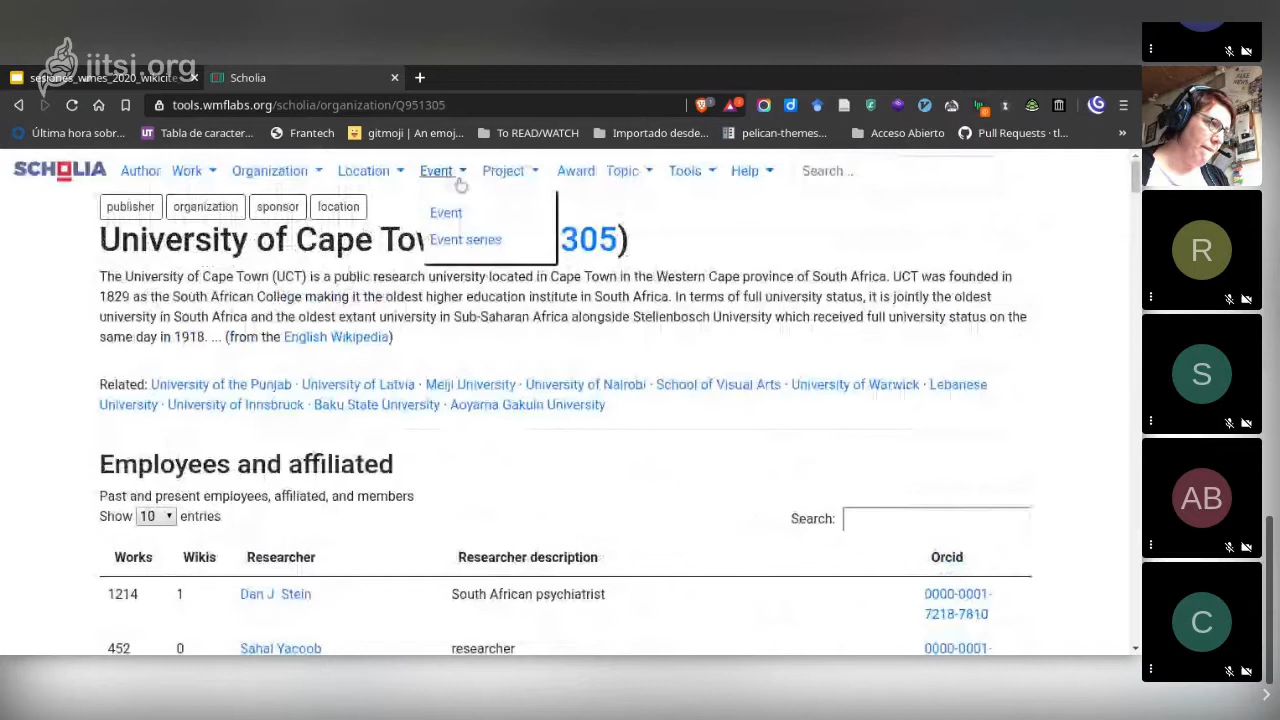 jitsi.org
sesiones_wmes_2020_wikicite
Scholia
tools.wmflabs.org/scholia/organization/Q951305
Última hora sobr...
Tabla de caracter...
Frantech
gitmoji | An emoj...
To READ/WATCH
Importado desde...
pelican-themes...
Acceso Abierto
Pull Requests · tl...
SCHOLIA Author Work Organization Location Event Project Award Topic Tools Help Search...
publisher organization sponsor location
Event
Event series
University of Cape Tov 305)
The University of Cape Town (UCT) is a public research university located in Cape Town in the Western Cape province of South Africa. UCT was founded in
1829 as the South African College making it the oldest higher education institute in South Africa. In terms of full university status, it is jointly the oldest
university in South Africa and the oldest extant university in Sub-Saharan Africa alongside Stellenbosch University which received full university status on the
same day in 1918. ... (from the English Wikipedia)
Related: University of the Punjab · University of Latvia · Meiji University · University of Nairobi · School of Visual Arts · University of Warwick · Lebanese
University · University of Innsbruck · Baku State University · Aoyama Gakuin University
Employees and affiliated
Past and present employees, affiliated, and members
Show 10 entries
Search:
Works Wikis Researcher Researcher description Orcid
1214 1 Dan J. Stein South African psychiatrist 0000-0001-
7218-7810
452 0 Sahal Yacoob researcher 0000-0001-
R
S
AB
C